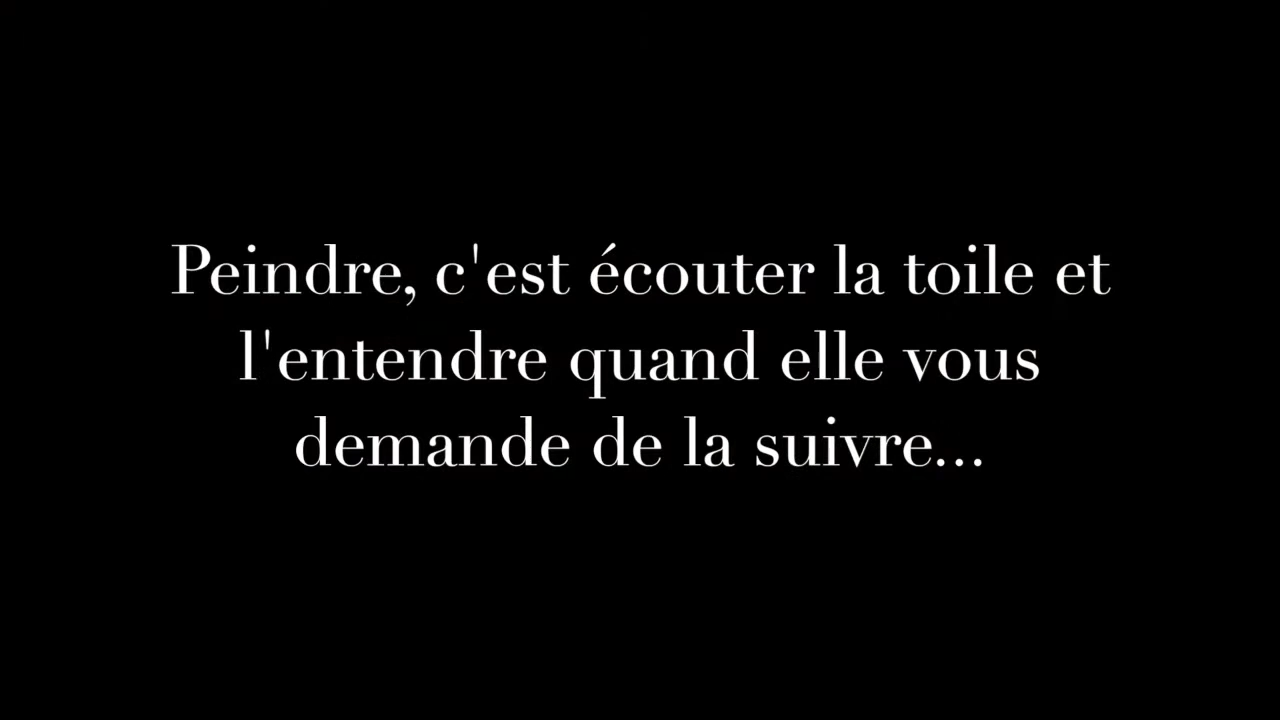 Peindre, c'est écouter la toile et
l'entendre quand elle vous
demande de la suivre...